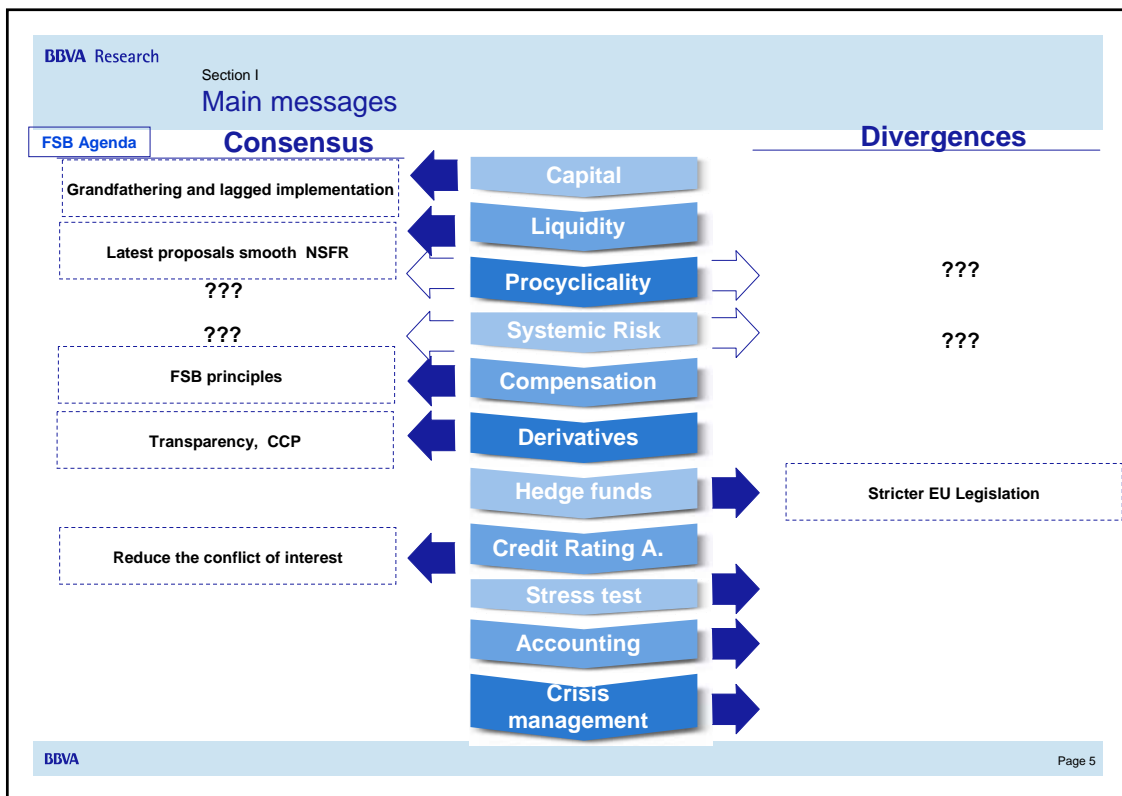 BBVA Research
Section I
Main messages
FSB Agenda
Consensus
Divergences
Capital
Grandfathering and lagged implementation
Liquidity
Latest proposals smooth NSFR
Procyclicality
???
???
Systemic Risk
???
???
Compensation
FSB principles
Derivatives
Transparency, CCP
Hedge funds
Stricter EU Legislation
Credit Rating A.
Reduce the conflict of interest
Stress test
Accounting
Crisis
management
BBVA
Page 5